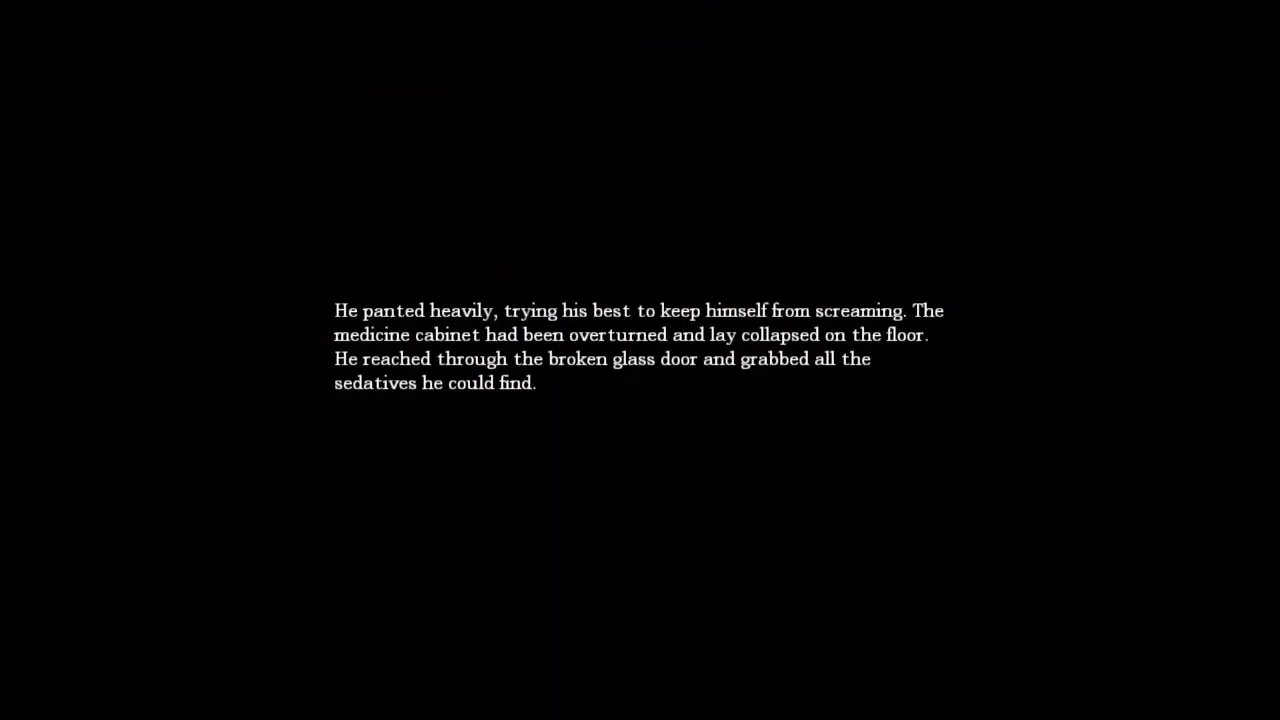 He panted heavily, trying his best to keep himself from screaming. The
medicine cabinet had been overturned and lay collapsed on the floor.
He reached through the broken glass door and grabbed all the
sedatives he could find.